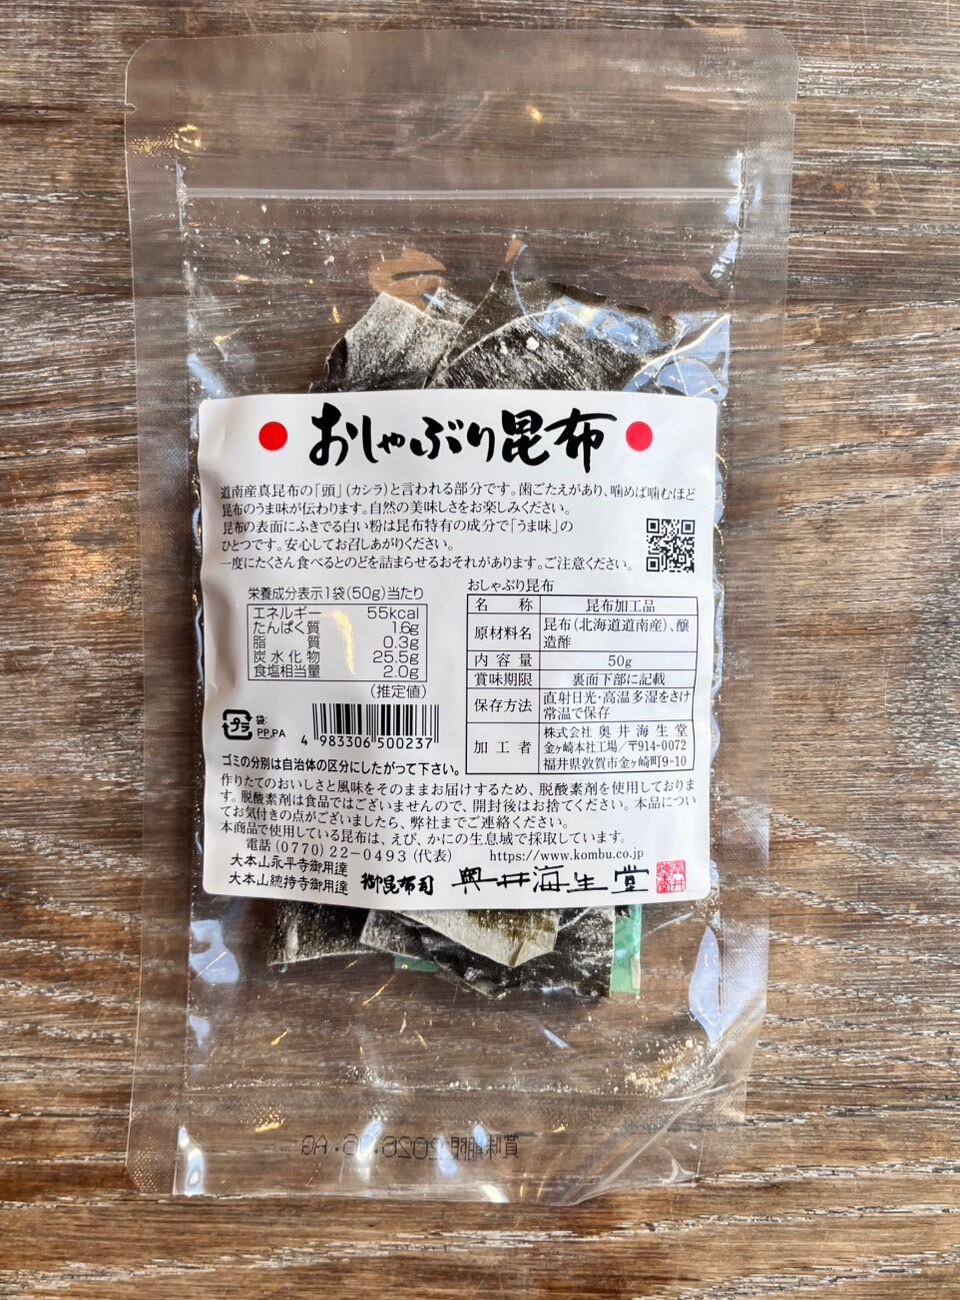 おしゃぶり昆布
道南産真昆布の「頭」(カシラ)と言われる部分です。歯ごたえがあり、噛めば噛むほど
昆布のうま味が伝わります。自然の美味しさをお楽しみください。
昆布の表面にふきでる白い粉は昆布特有の成分で「うま味」の
ひとつです。安心してお召しあがりください。
一度にたくさん食べるとのどを詰まらせるおそれがあります。ご注意ください。
栄養成分表示1袋(50g)当たり
エネルギー 55kcal
たんぱく質 1.6g
脂質 0.3g
炭水化物 25.5g
食塩相当量 2.0g
(推定値)
おしゃぶり昆布
名称 昆布加工品
原材料名 昆布(北海道道南産)、醸
造酢
内容量 50g
賞味期限 裏面下部に記載
保存方法 直射日光・高温多湿をさけ
常温で保存
加工者 株式会社 奥井海生堂
金ヶ崎本社工場/〒914-0072
福井県敦賀市金ヶ崎町9-10
プラ
袋:
PP,PA
4 983306 500237
ゴミの分別は自治体の区分にしたがって下さい。
作りたてのおいしさと風味をそのままお届けするため、脱酸素剤を使用しておりま
す。脱酸素剤は食品ではございませんので、開封後はお捨てください。本品につい
てお気付きの点がございましたら、弊社までご連絡ください。
本商品で使用している昆布は、えび、かにの生息域で採取しています。
電話(0770)22-0493(代表) https://www.kombu.co.jp
大本山永平寺御用達
大本山總持寺御用達
御昆布司 奥井海生堂
賞味期限 2026.